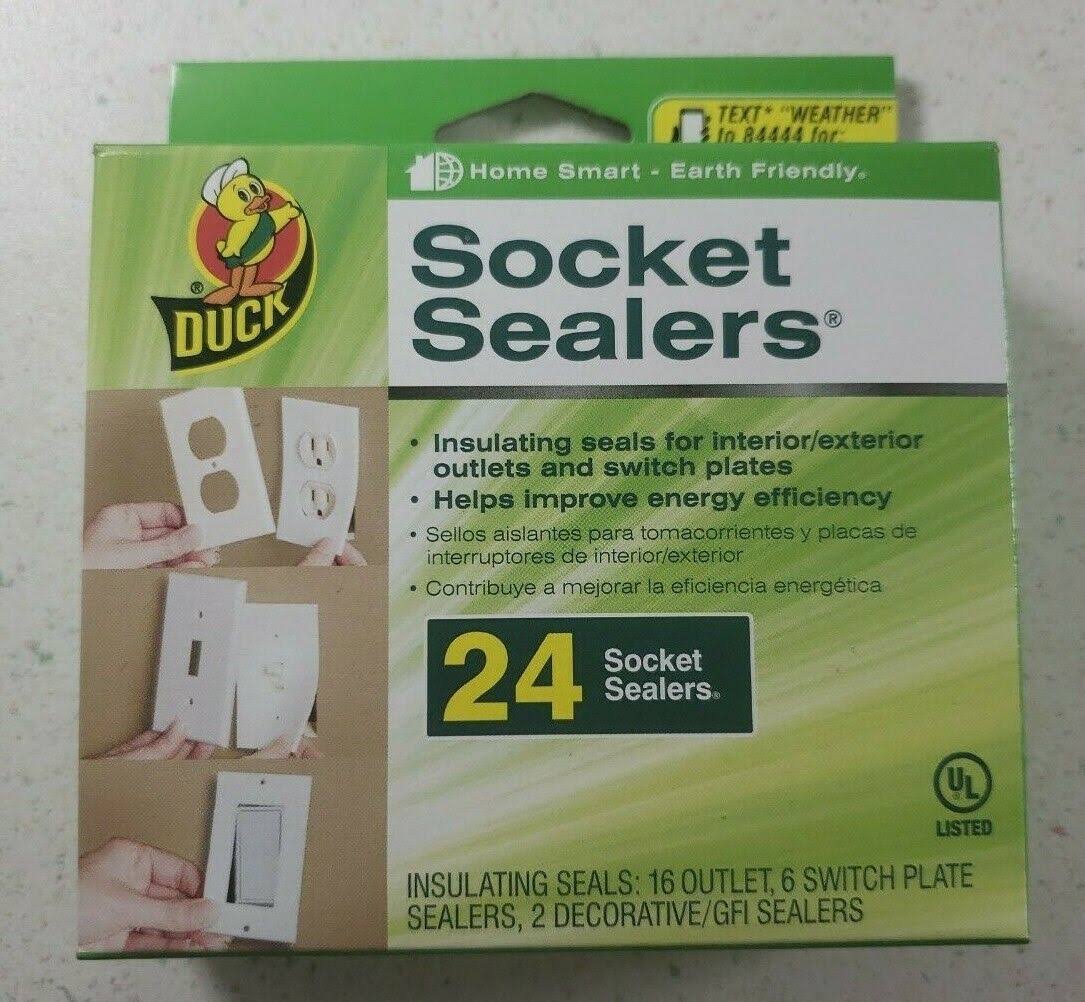 TEXT* "WEATHER"
to 84444 for:
Home Smart - Earth Friendly®
® DUCK
Socket
Sealers®
• Insulating seals for interior/exterior
outlets and switch plates
• Helps improve energy efficiency
• Sellos aislantes para tomacorrientes y placas de
interruptores de interior/exterior
• Contribuye a mejorar la eficiencia energética
24 Socket
Sealers®
UL
®
LISTED
INSULATING SEALS: 16 OUTLET, 6 SWITCH PLATE
SEALERS, 2 DECORATIVE/GFI SEALERS